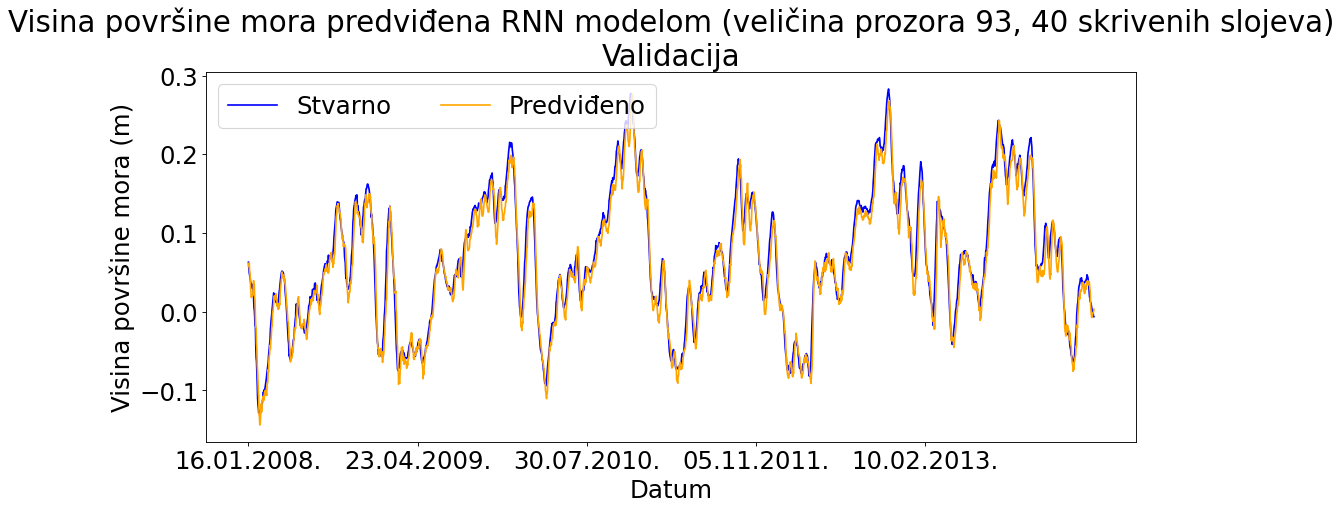 Visina površine mora predviđena RNN modelom (veličina prozora 93, 40 skrivenih slojeva)
Validacija
Stvarno Predviđeno
Visina površine mora (m)
0.3
0.2
0.1
0.0
−0.1
16.01.2008. 23.04.2009. 30.07.2010. 05.11.2011. 10.02.2013.
Datum